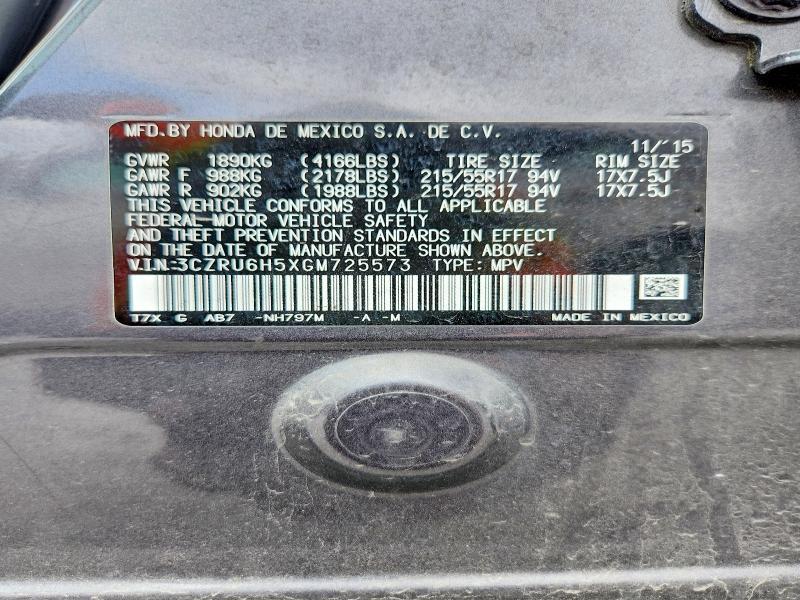 MFD.BY HONDA DE MEXICO S.A. DE C.V.
11/'15
GVWR 1890KG (4166LBS) TIRE SIZE RIM SIZE
GAWR F 988KG (2178LBS) 215/55R17 94V 17X7.5J
GAWR R 902KG (1988LBS) 215/55R17 94V 17X7.5J
THIS VEHICLE CONFORMS TO ALL APPLICABLE
FEDERAL MOTOR VEHICLE SAFETY
AND THEFT PREVENTION STANDARDS IN EFFECT
ON THE DATE OF MANUFACTURE SHOWN ABOVE.
V.I.N:3CZRU6H5XGM725573 TYPE: MPV
T7X G AB7 -NH797M -A -M MADE IN MEXICO